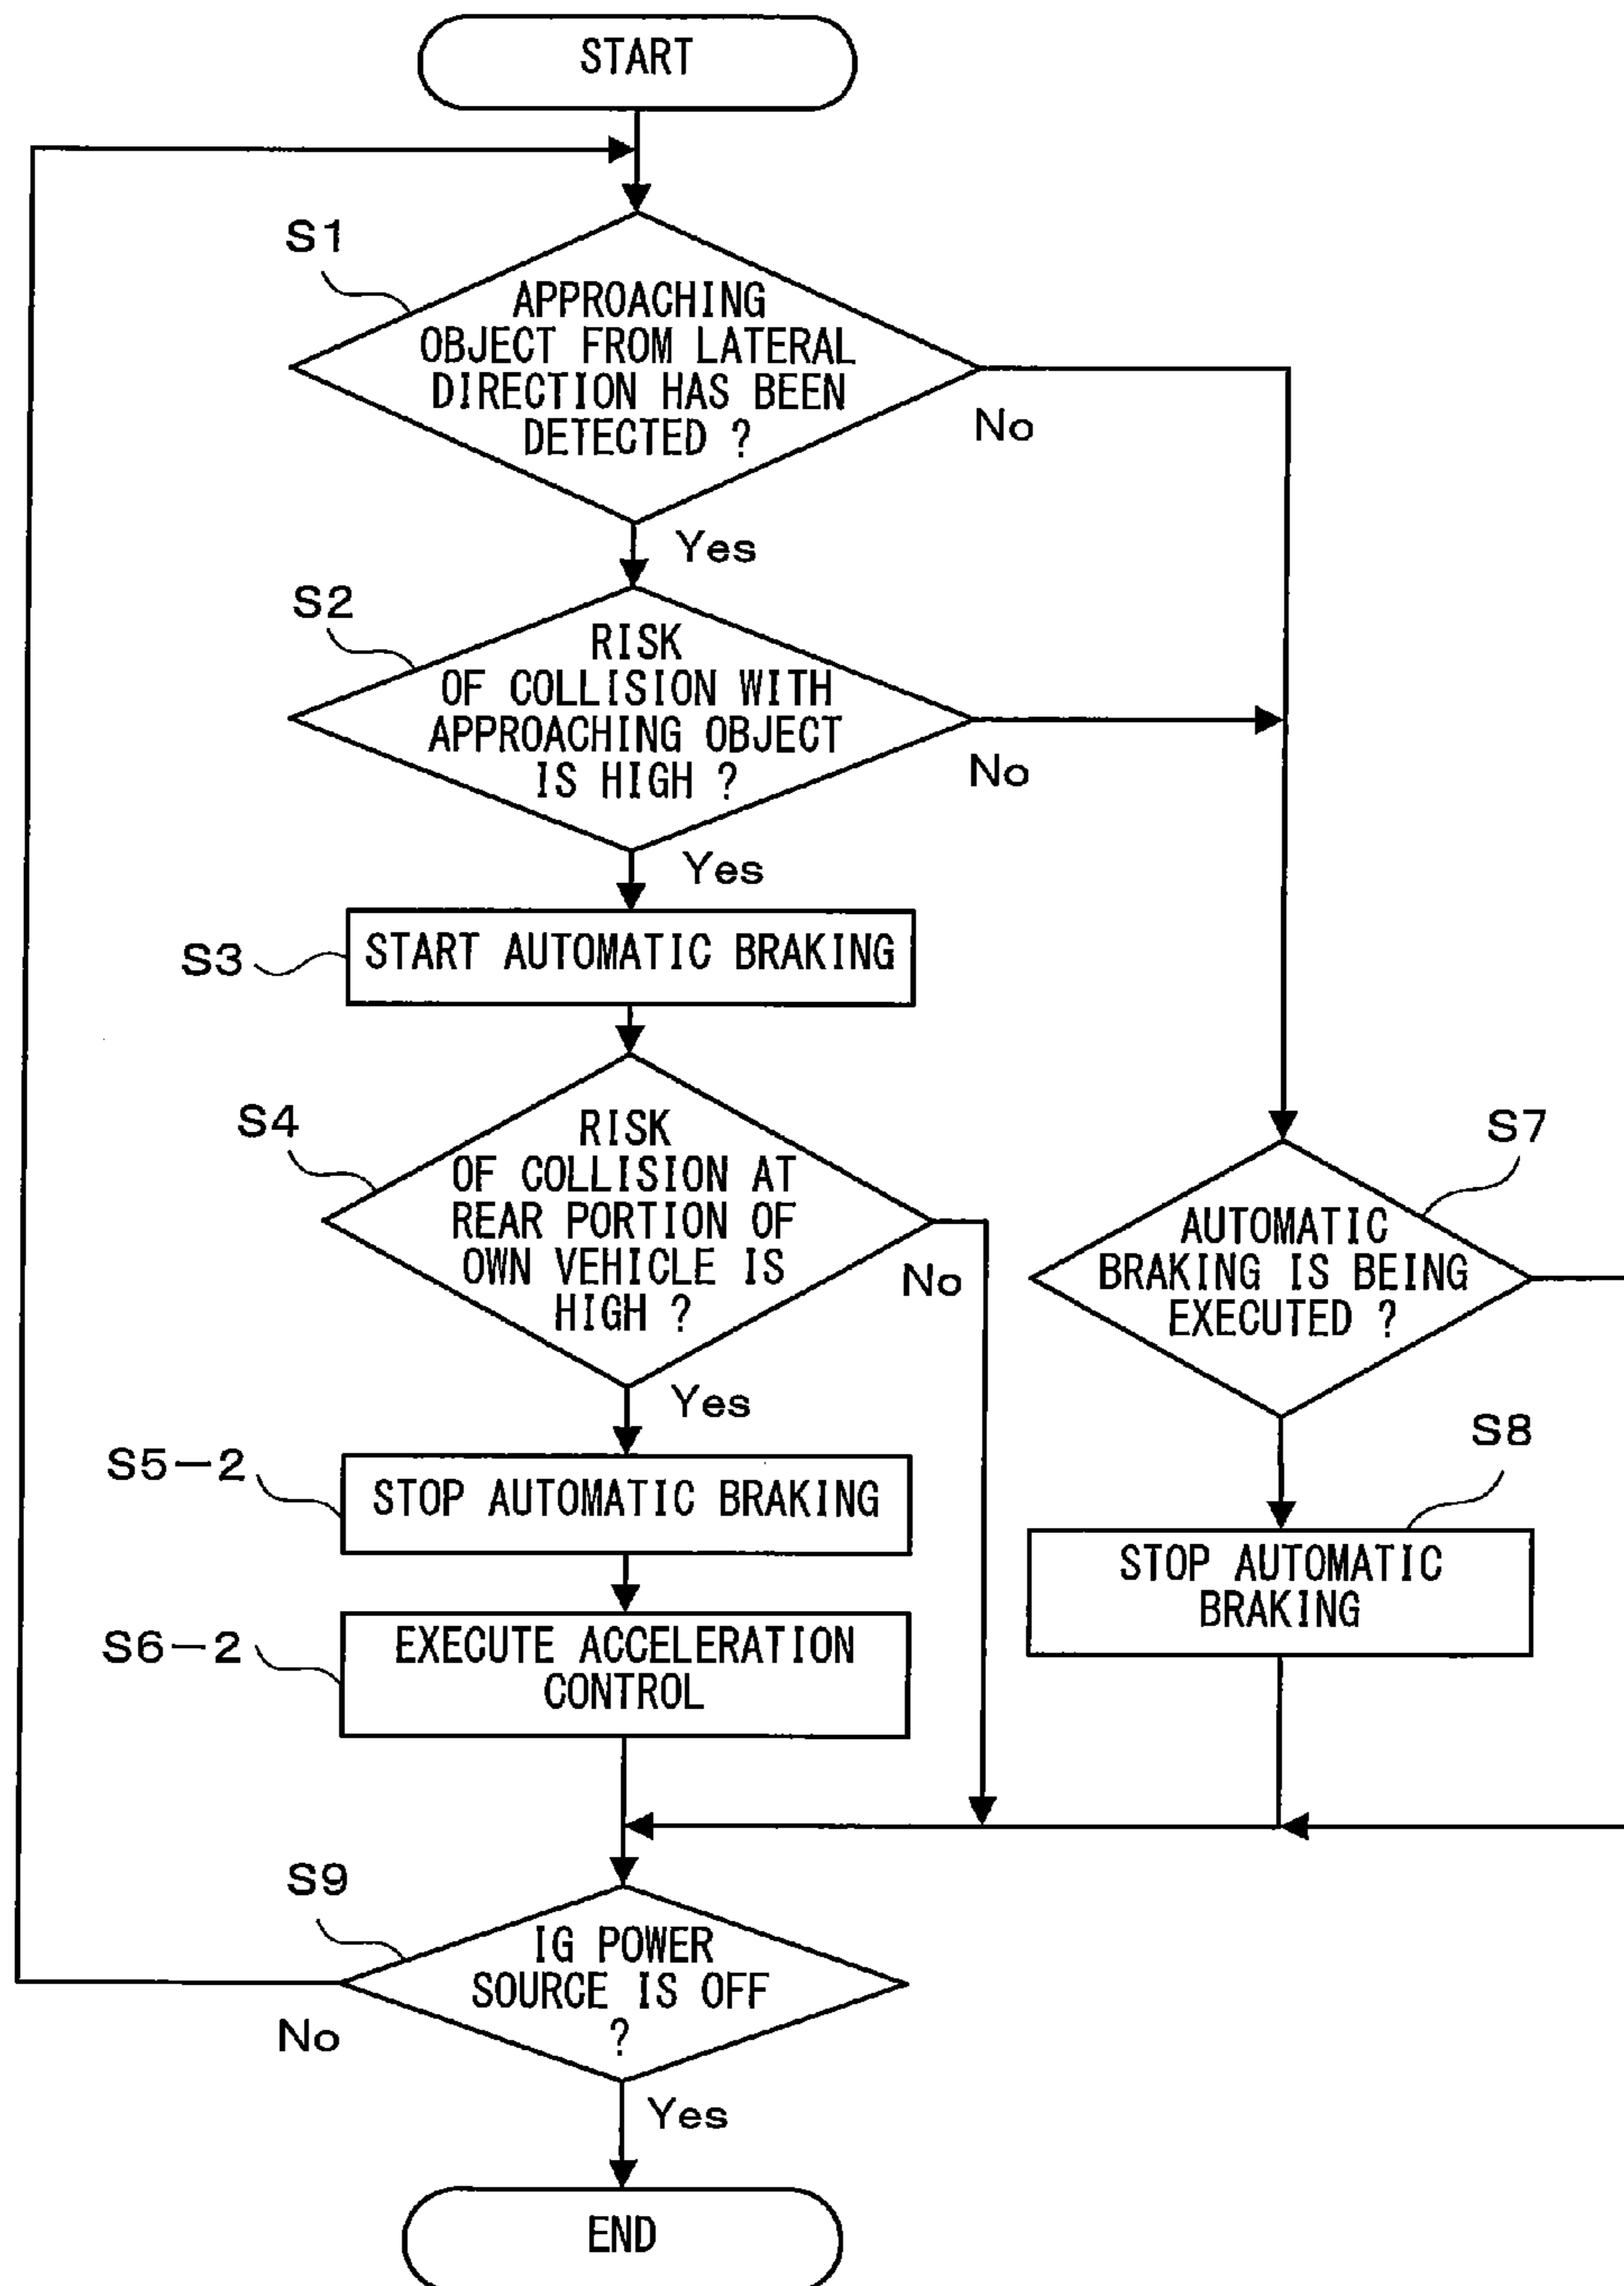 START
S1
APPROACHING
OBJECT FROM LATERAL
DIRECTION HAS BEEN
DETECTED ?
No
Yes
S2
RISK
OF COLLISION WITH
APPROACHING OBJECT
IS HIGH ?
No
Yes
S3
START AUTOMATIC BRAKING
S4
RISK
OF COLLISION AT
REAR PORTION OF
OWN VEHICLE IS
HIGH ?
No
Yes
S7
AUTOMATIC
BRAKING IS BEING
EXECUTED ?
S5-2
STOP AUTOMATIC BRAKING
S8
STOP AUTOMATIC
BRAKING
S6-2
EXECUTE ACCELERATION
CONTROL
S9
IG POWER
SOURCE IS OFF
?
No
Yes
END